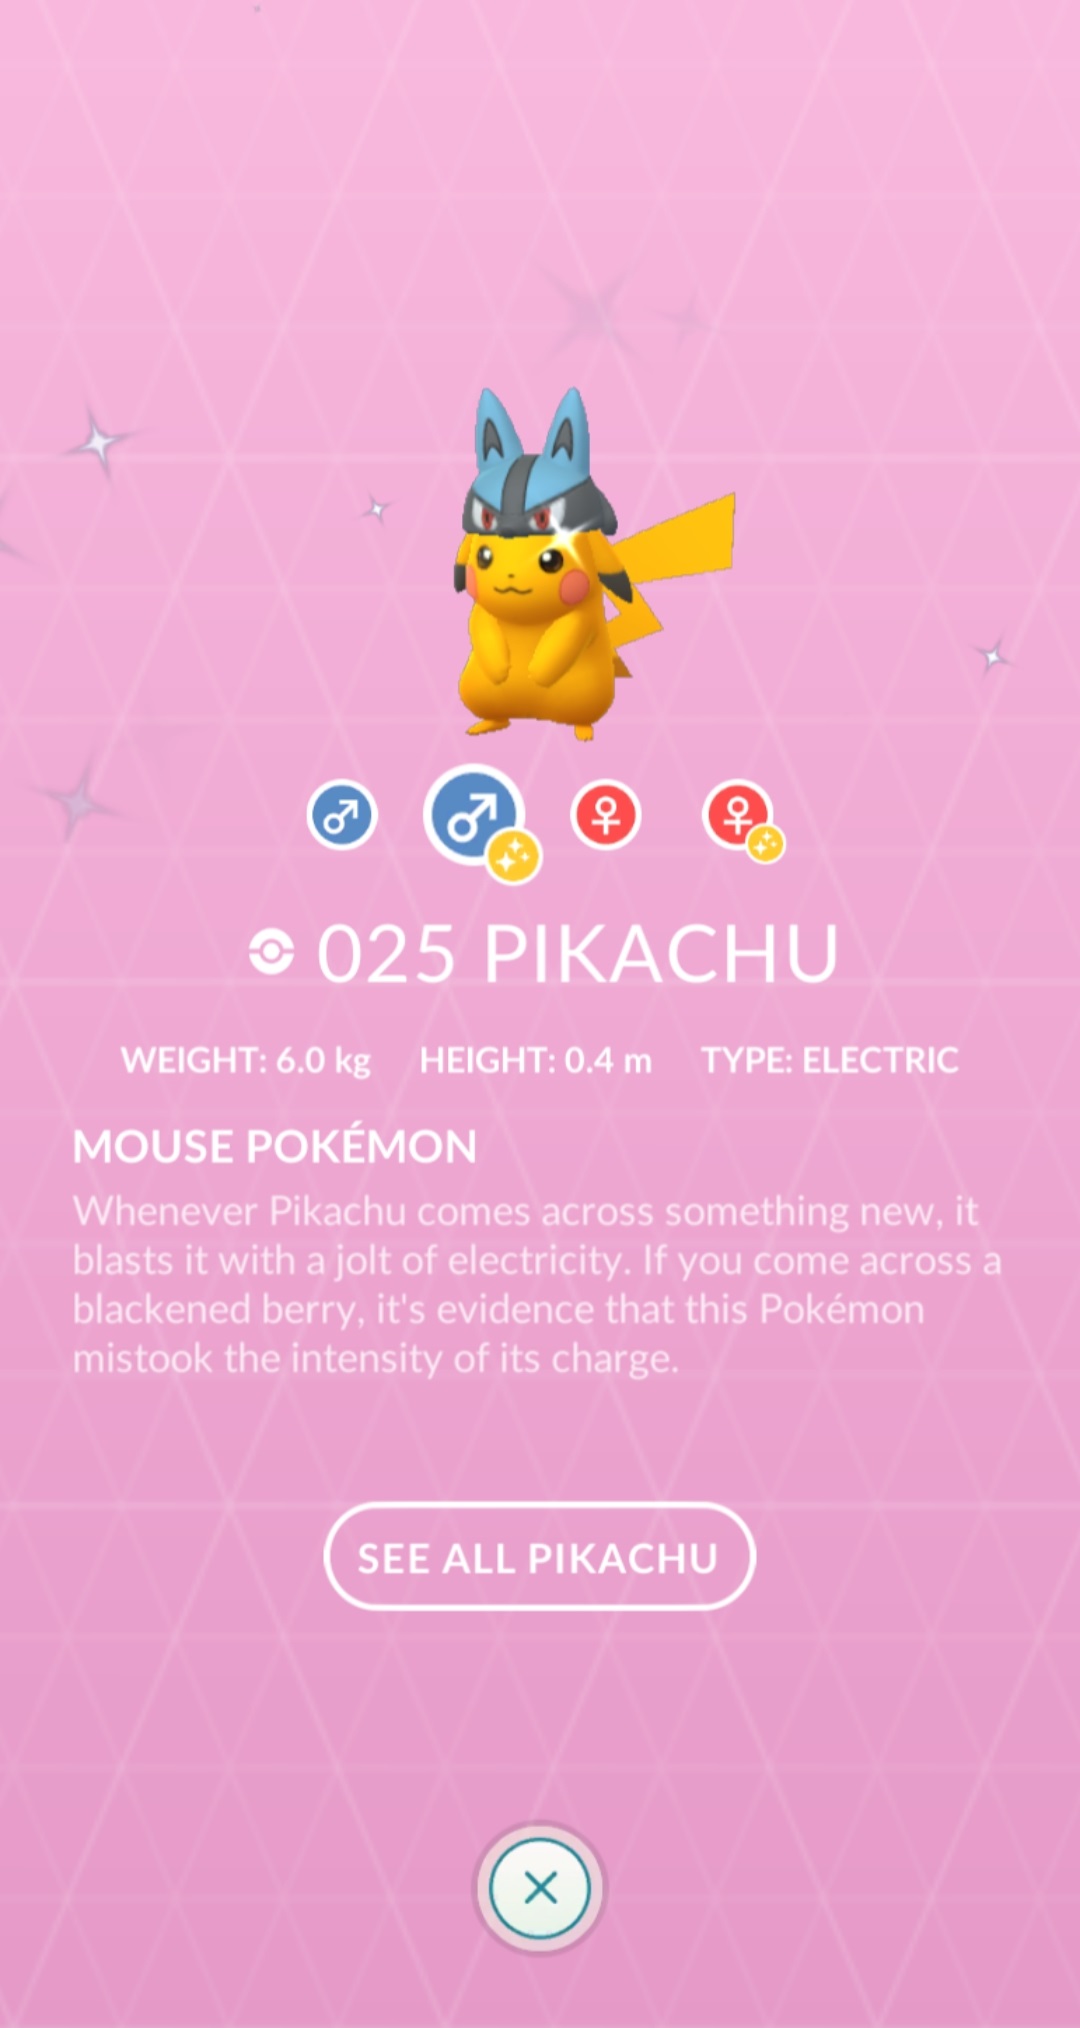 025 PIKACHU
WEIGHT: 6.0 kg HEIGHT: 0.4 m TYPE: ELECTRIC
MOUSE POKÉMON
Whenever Pikachu comes across something new, it
blasts it with a jolt of electricity. If you come across a
blackened berry, it's evidence that this Pokémon
mistook the intensity of its charge.
SEE ALL PIKACHU